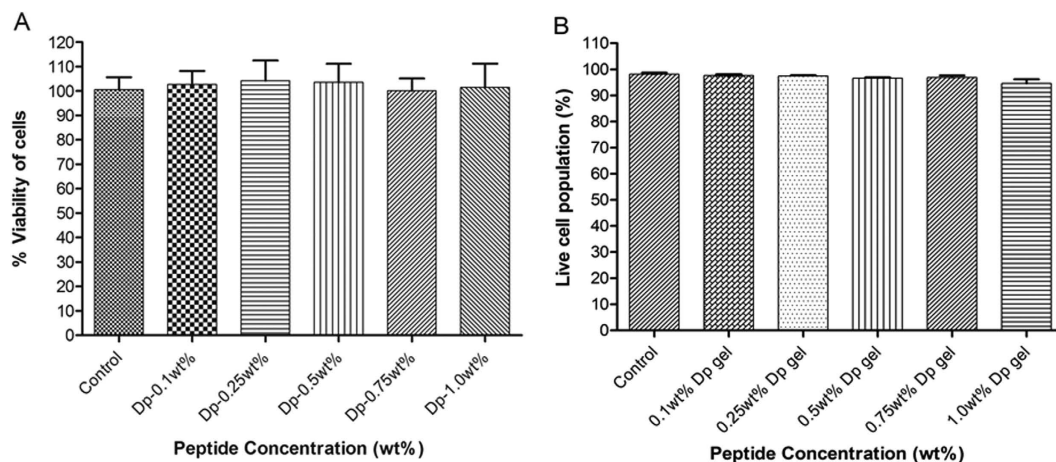 A
% Viability of cells
120
110
100
90
80
70
60
50
40
30
20
10
0
Control
Dp-0.1wt%
Dp-0.25wt%
Dp-0.5wt%
Dp-0.75wt%
Dp-1.0wt%
Peptide Concentration (wt%)
B
Live cell population (%)
110
100
90
80
70
60
50
40
30
20
10
0
Control
0.1wt% Dp gel
0.25wt% Dp gel
0.5wt% Dp gel
0.75wt% Dp gel
1.0wt% Dp gel
Peptide Concentration (wt%)